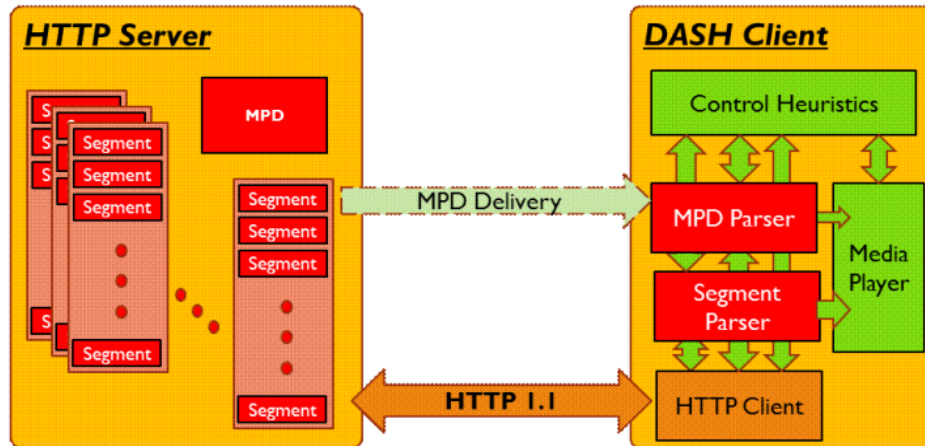 HTTP Server
MPD
S
S
Segment
Segment
Segment
Segment
Segment
Segment
Segment
S
Segment
Segment
MPD Delivery
HTTP 1.1
DASH Client
Control Heuristics
MPD Parser
Segment
Parser
Media
Player
HTTP Client